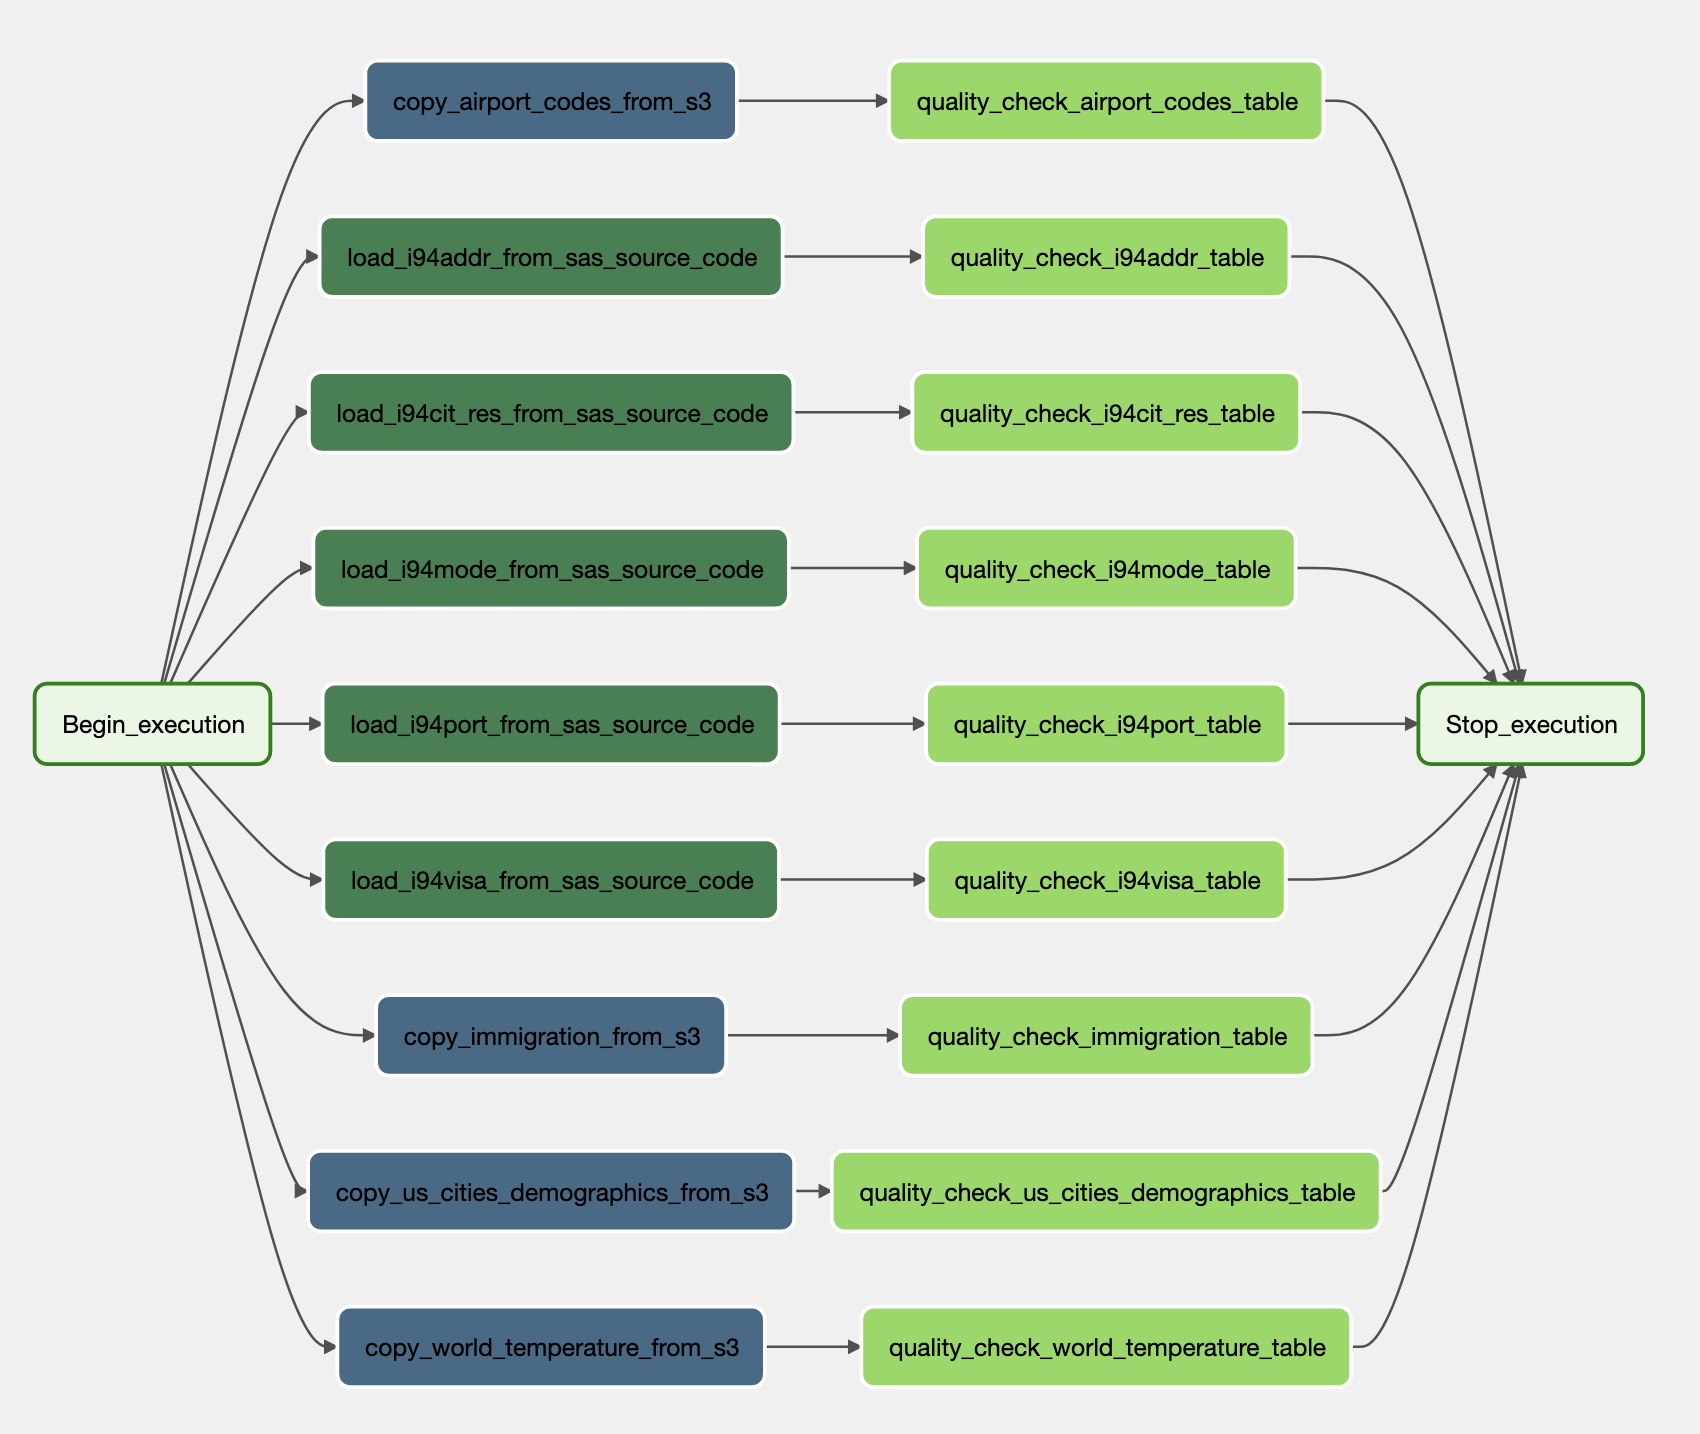 copy_airport_codes_from_s3
quality_check_airport_codes_table
load_i94addr_from_sas_source_code
quality_check_i94addr_table
load_i94cit_res_from_sas_source_code
quality_check_i94cit_res_table
load_i94mode_from_sas_source_code
quality_check_i94mode_table
Begin_execution
load_i94port_from_sas_source_code
quality_check_i94port_table
Stop_execution
load_i94visa_from_sas_source_code
quality_check_i94visa_table
copy_immigration_from_s3
quality_check_immigration_table
copy_us_cities_demographics_from_s3
quality_check_us_cities_demographics_table
copy_world_temperature_from_s3
quality_check_world_temperature_table